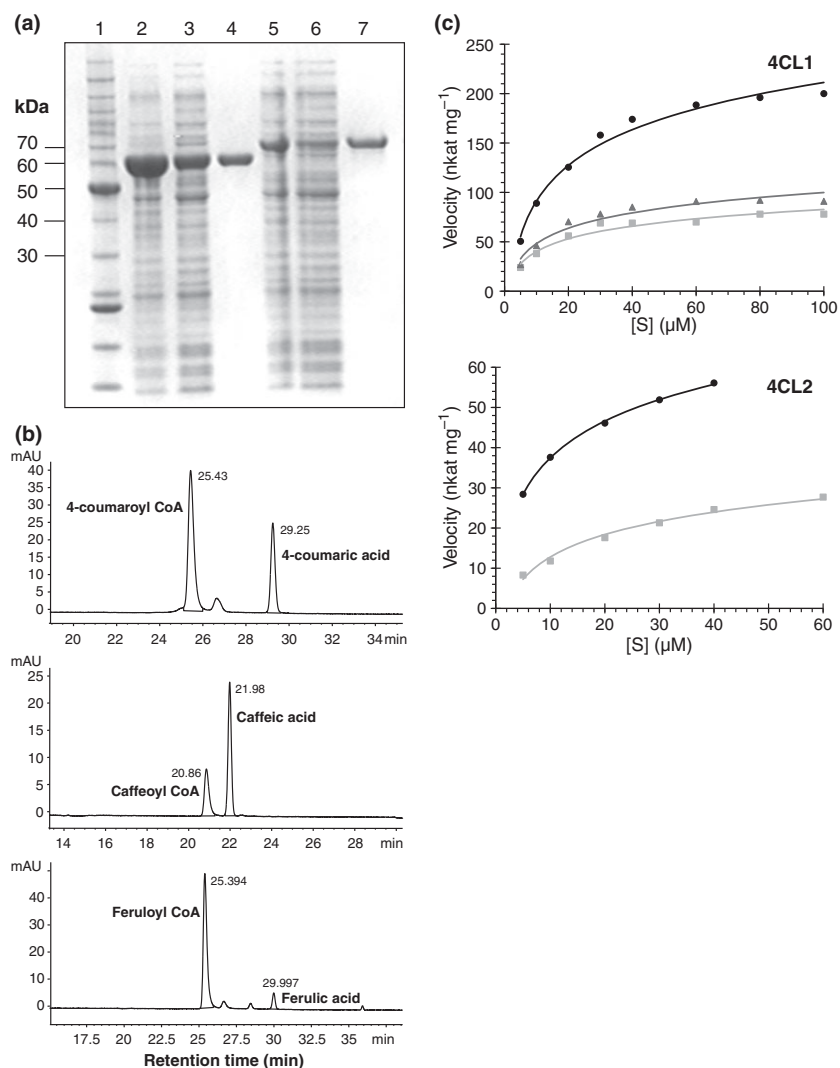 (a)
1 2 3 4 5 6 7
kDa
70
60
50
40
30
(b)
mAU
40
35
30
25
20
15
10
5
0
25.43
4-coumaroyl CoA
29.25
4-coumaric acid
20 22 24 26 28 30 32 34 min
mAU
25
20
15
10
5
0
21.98
Caffeic acid
20.86
Caffeoyl CoA
14 16 18 20 22 24 26 28 min
mAU
40
30
20
10
0
25.394
Feruloyl CoA
29.997
Ferulic acid
17.5 20 22.5 25 27.5 30 32.5 35 min
Retention time (min)
(c)
4CL1
Velocity (nkat mg–1)
250
200
150
100
50
0
0 20 40 60 80 100
[S] (µM)
4CL2
Velocity (nkat mg–1)
60
50
40
30
20
10
0
0 10 20 30 40 50 60
[S] (µM)